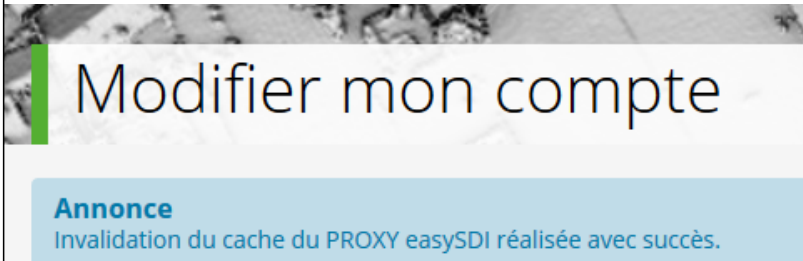 Modifier mon compte
Annonce
Invalidation du cache du PROXY easySDI réalisée avec succès.